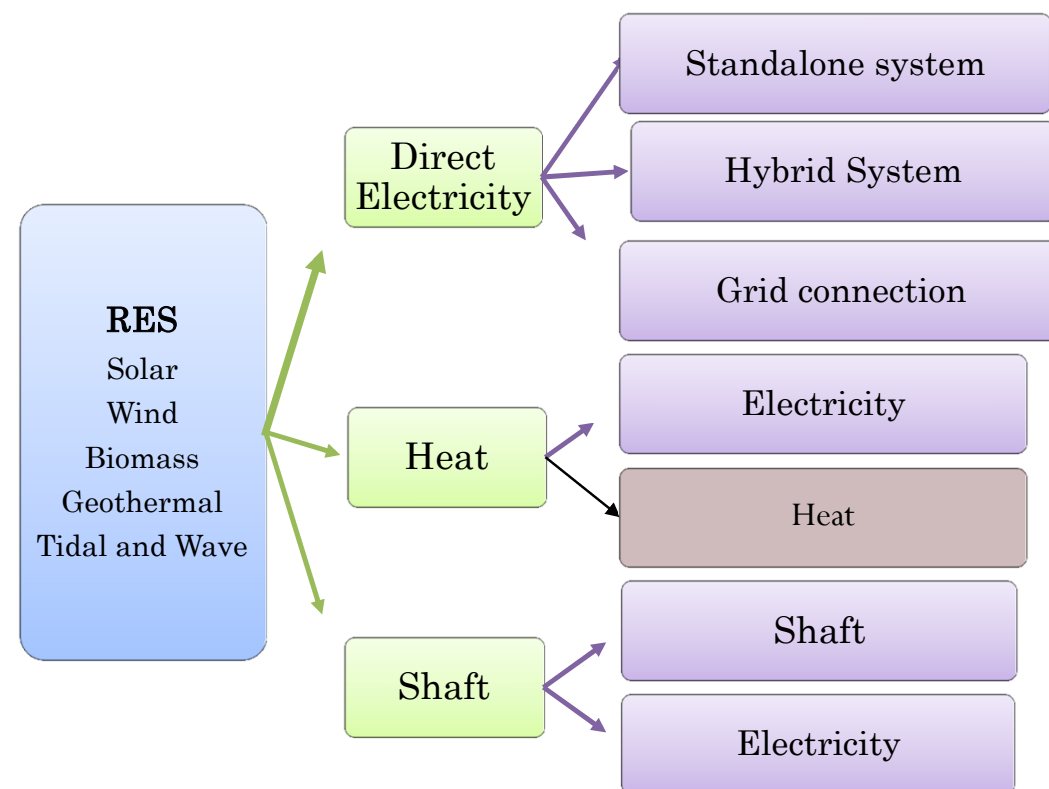 RES
Solar
Wind
Biomass
Geothermal
Tidal and Wave
Direct
Electricity
Standalone system
Hybrid System
Grid connection
Heat
Electricity
Heat
Shaft
Shaft
Electricity